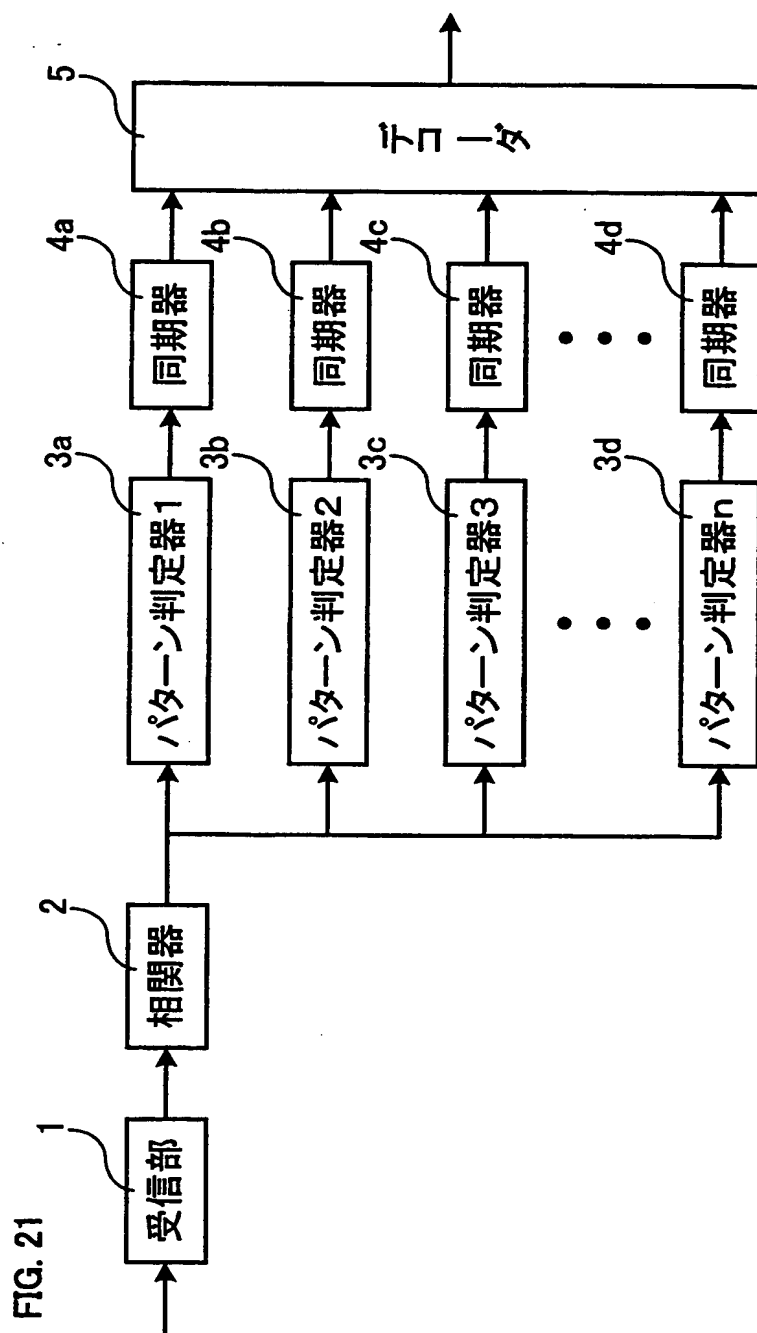 FIG. 21
1
受信部
2
相関器
3a
パターン判定器1
3b
パターン判定器2
3c
パターン判定器3
3d
パターン判定器n
4a
同期器
4b
同期器
4c
同期器
4d
同期器
5
デコーダ